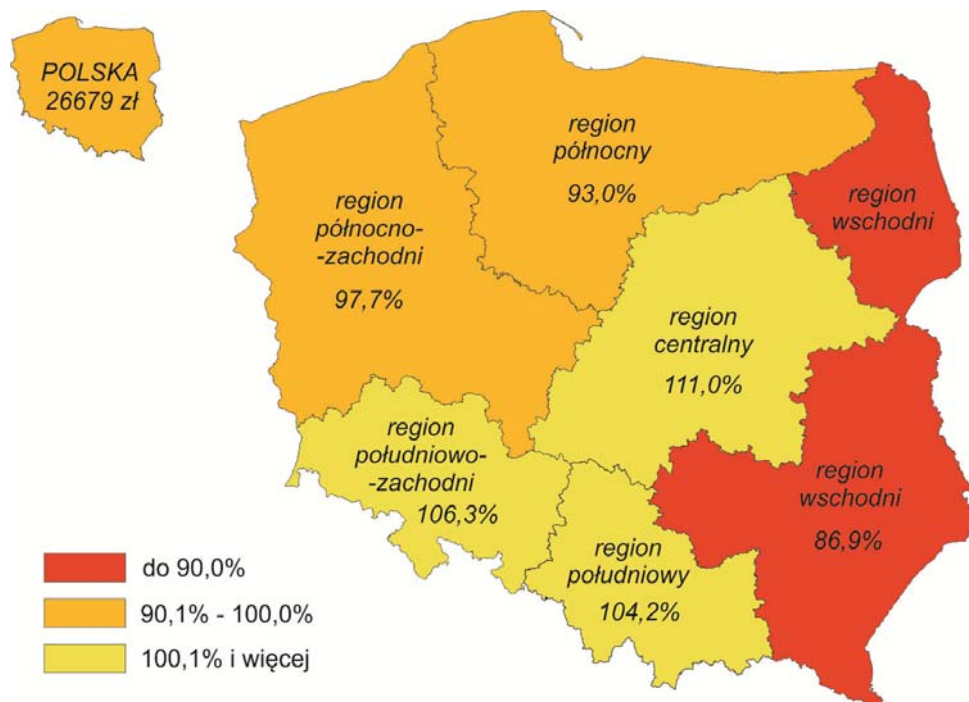 POLSKA
26679 zł
region
północny
93,0%
region
wschodni
region
północno-
-zachodni
97,7%
region
centralny
111,0%
region
południowo-
-zachodni
106,3%
region
wschodni
86,9%
region
południowy
104,2%
do 90,0%
90,1% - 100,0%
100,1% i więcej